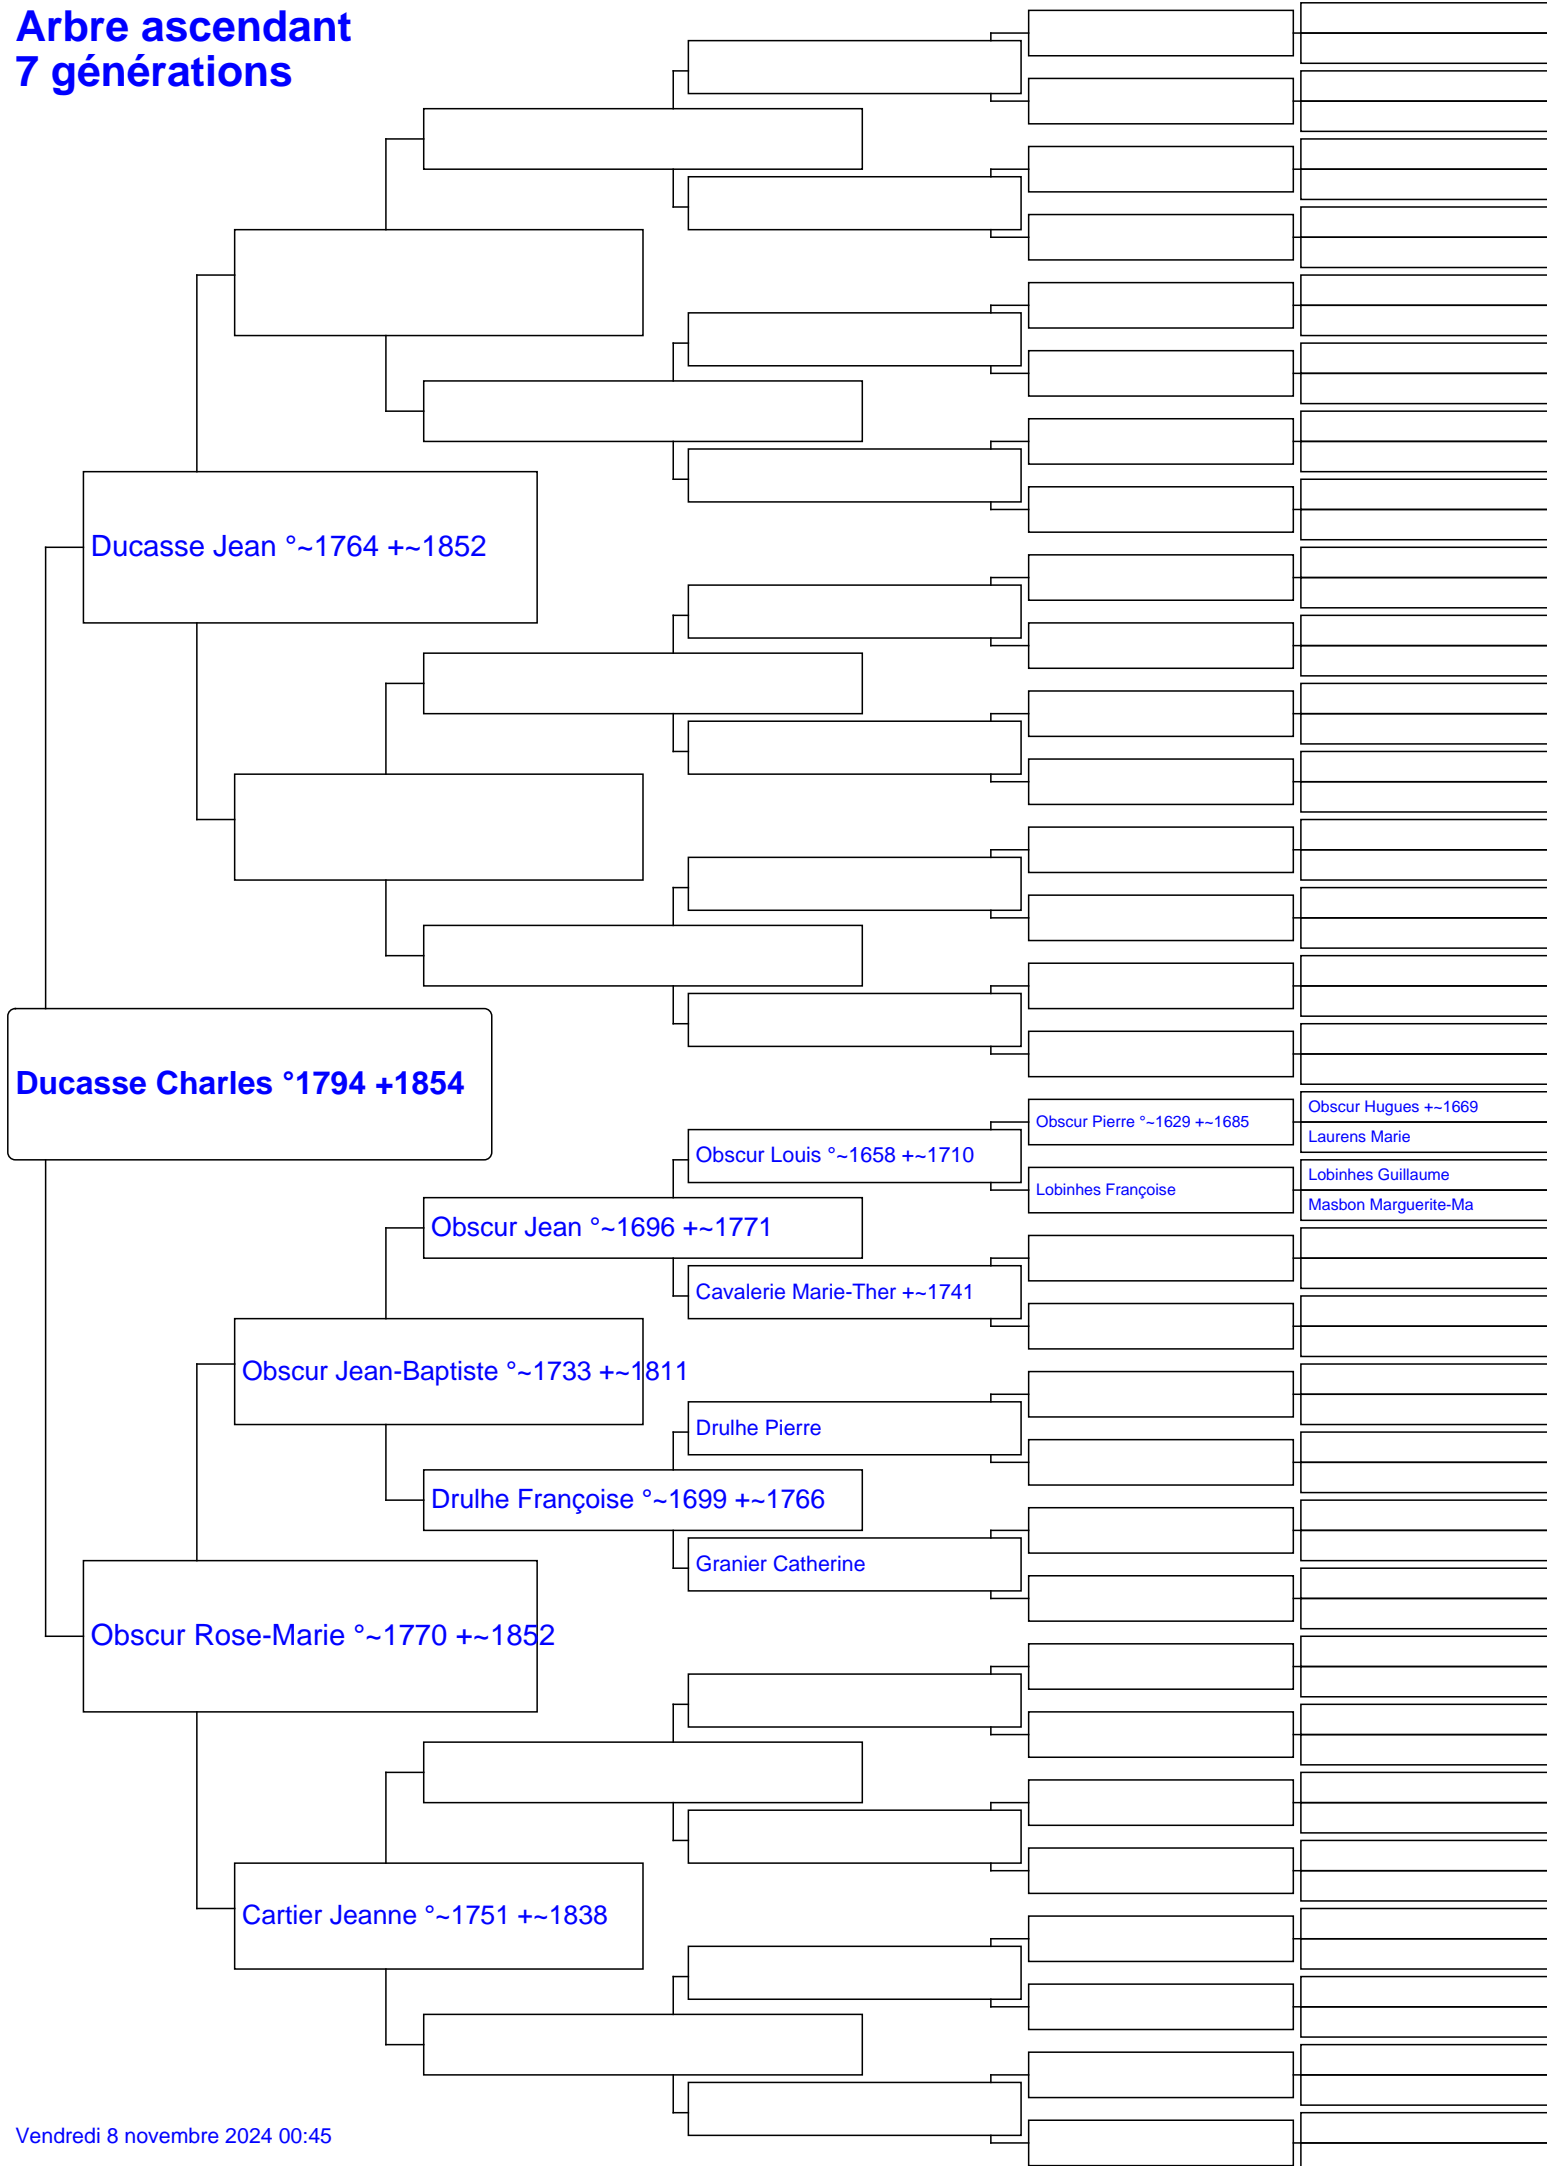 Arbre ascendant
7 générations
Ducasse Jean °~1764 +~1852
Ducasse Charles °1794 +1854
Obscur Hugues +~1669
Obscur Pierre °~1629 +~1685
Laurens Marie
Obscur Louis °~1658 +~1710
Lobinhes Guillaume
Lobinhes Françoise
Masbon Marguerite-Ma
Obscur Jean °~1696 +~1771
Cavalerie Marie-Ther +~1741
Obscur Jean-Baptiste °~1733 +~1811
Drulhe Pierre
Drulhe Françoise °~1699 +~1766
Granier Catherine
Obscur Rose-Marie °~1770 +~1852
Cartier Jeanne °~1751 +~1838
Vendredi 8 novembre 2024 00:45